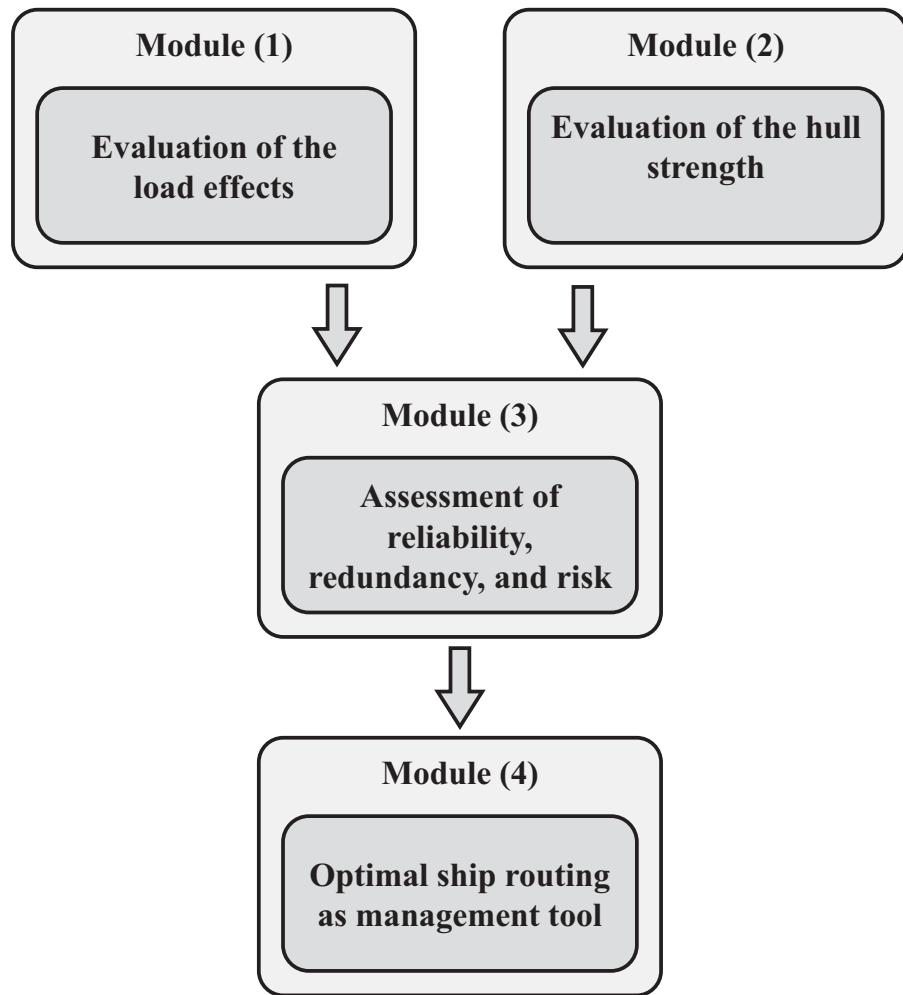 Module (1)
Evaluation of the
load effects
Module (2)
Evaluation of the hull
strength
Module (3)
Assessment of
reliability,
redundancy, and risk
Module (4)
Optimal ship routing
as management tool